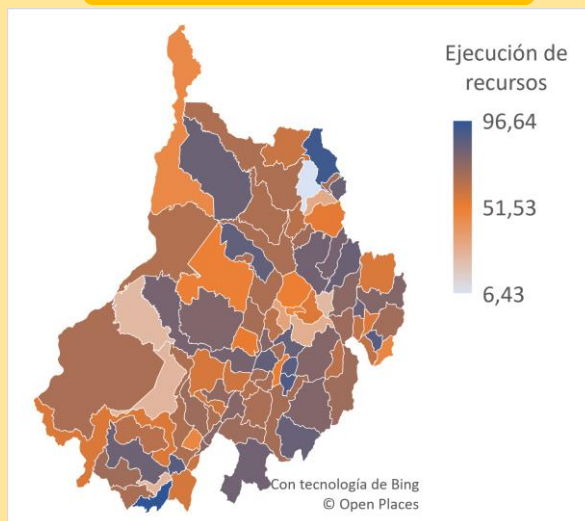 Ejecución de
recursos
96,64
51,53
6,43
Con tecnología de Bing
© Open Places